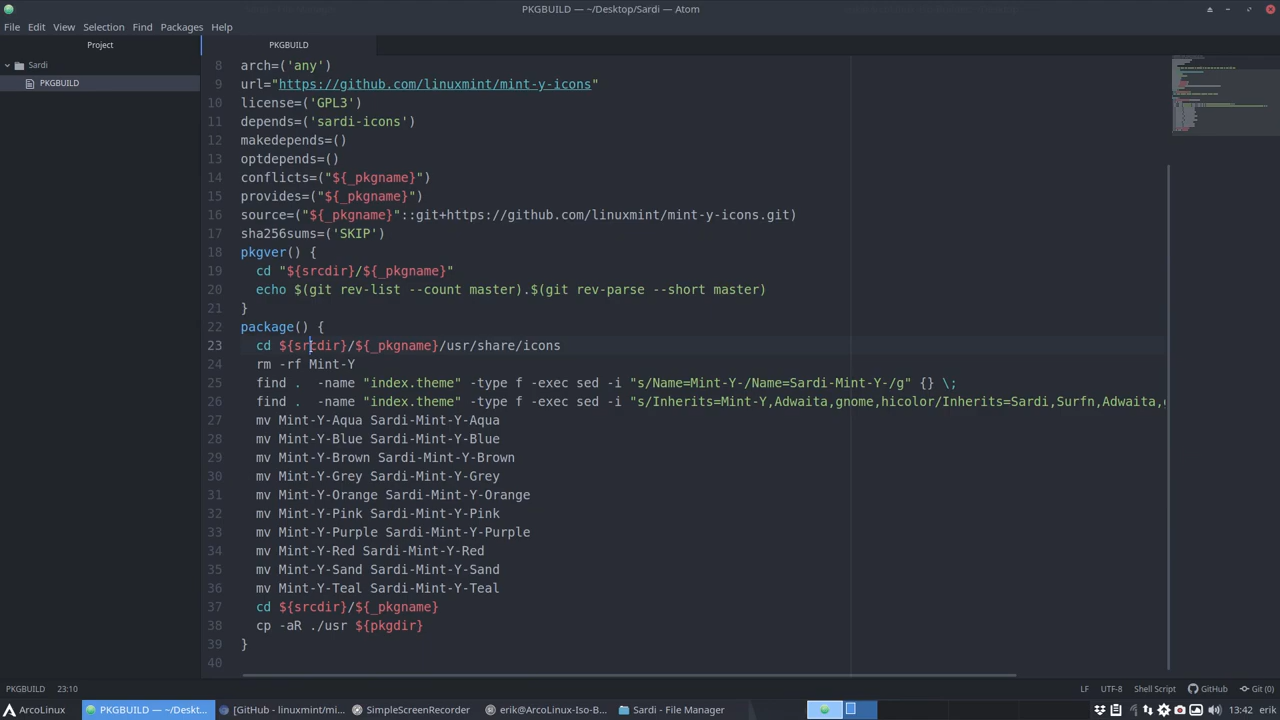 PKGBUILD — ~/Desktop/Sardi — Atom
File Edit View Selection Find Packages Help
Project
PKGBUILD
Sardi
PKGBUILD
8 arch=('any')
9 url="https://github.com/linuxmint/mint-y-icons"
10 license=('GPL3')
11 depends=('sardi-icons')
12 makedepends=()
13 optdepends=()
14 conflicts=("${_pkgname}")
15 provides=("${_pkgname}")
16 source=("${_pkgname}"::git+https://github.com/linuxmint/mint-y-icons.git)
17 sha256sums=('SKIP')
18 pkgver() {
19 cd "${srcdir}/${_pkgname}"
20 echo $(git rev-list --count master).$(git rev-parse --short master)
21 }
22 package() {
23 cd ${srcdir}/${_pkgname}/usr/share/icons
24 rm -rf Mint-Y
25 find .  -name "index.theme" -type f -exec sed -i "s/Name=Mint-Y-/Name=Sardi-Mint-Y-/g" {} \;
26 find .  -name "index.theme" -type f -exec sed -i "s/Inherits=Mint-Y,Adwaita,gnome,hicolor/Inherits=Sardi,Surfn,Adwaita,g
27 mv Mint-Y-Aqua Sardi-Mint-Y-Aqua
28 mv Mint-Y-Blue Sardi-Mint-Y-Blue
29 mv Mint-Y-Brown Sardi-Mint-Y-Brown
30 mv Mint-Y-Grey Sardi-Mint-Y-Grey
31 mv Mint-Y-Orange Sardi-Mint-Y-Orange
32 mv Mint-Y-Pink Sardi-Mint-Y-Pink
33 mv Mint-Y-Purple Sardi-Mint-Y-Purple
34 mv Mint-Y-Red Sardi-Mint-Y-Red
35 mv Mint-Y-Sand Sardi-Mint-Y-Sand
36 mv Mint-Y-Teal Sardi-Mint-Y-Teal
37 cd ${srcdir}/${_pkgname}
38 cp -aR ./usr ${pkgdir}
39 }
40
PKGBUILD 23:10 LF UTF-8 Shell Script GitHub Git (0)
ArcoLinux PKGBUILD — ~/Deskt... [GitHub - linuxmint/mi... SimpleScreenRecorder erik@ArcoLinux-Iso-B... Sardi - File Manager 13:42 erik